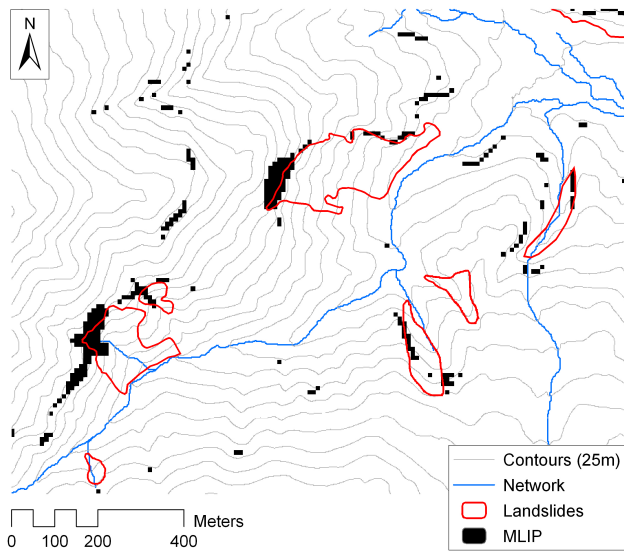 N
Contours (25m)
Network
Landslides
MLIP
Meters
0 100 200 400